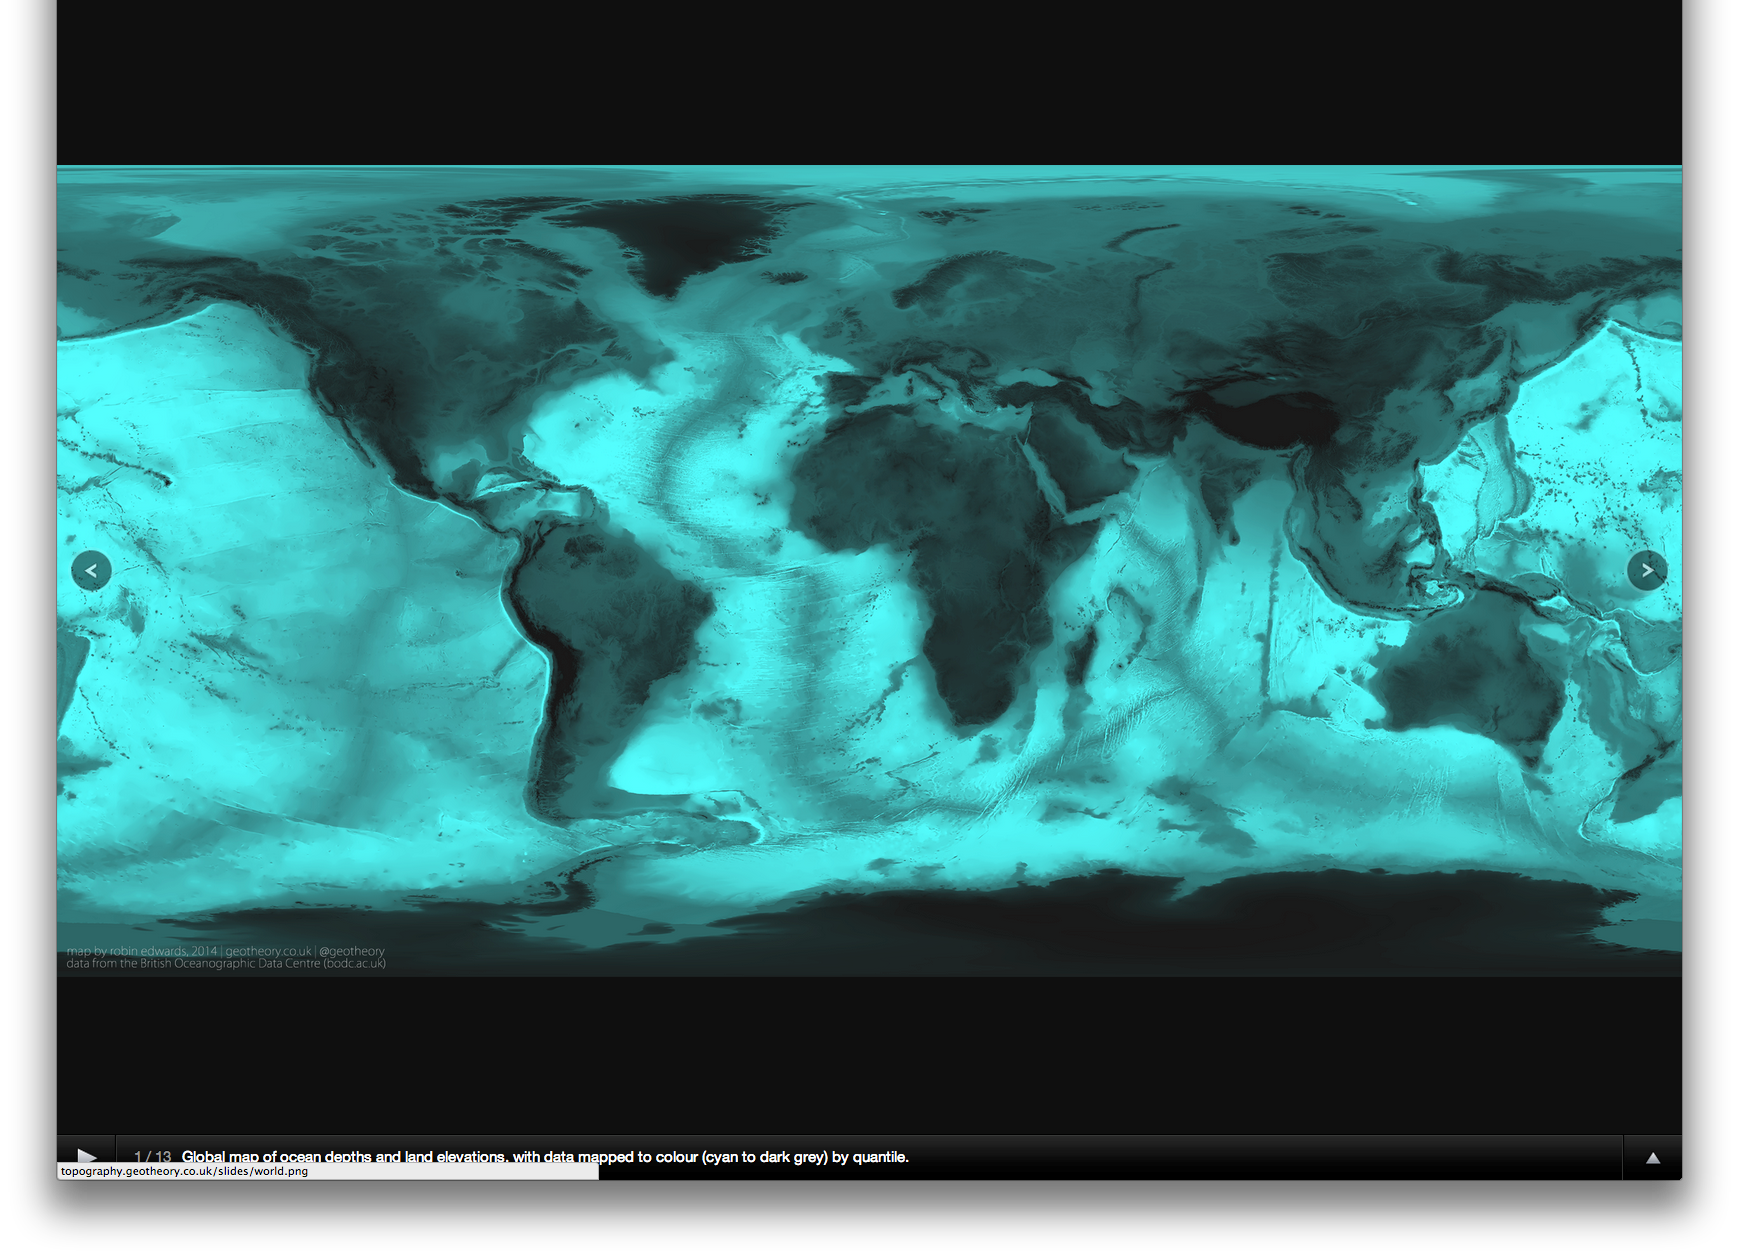 map by robin edwards, 2014 | geotheory.co.uk | @geotheory
data from the British Oceanographic Data Centre (bodc.ac.uk)
1 / 13 Global map of ocean depths and land elevations, with data mapped to colour (cyan to dark grey) by quantile.
topography.geotheory.co.uk/slides/world.png